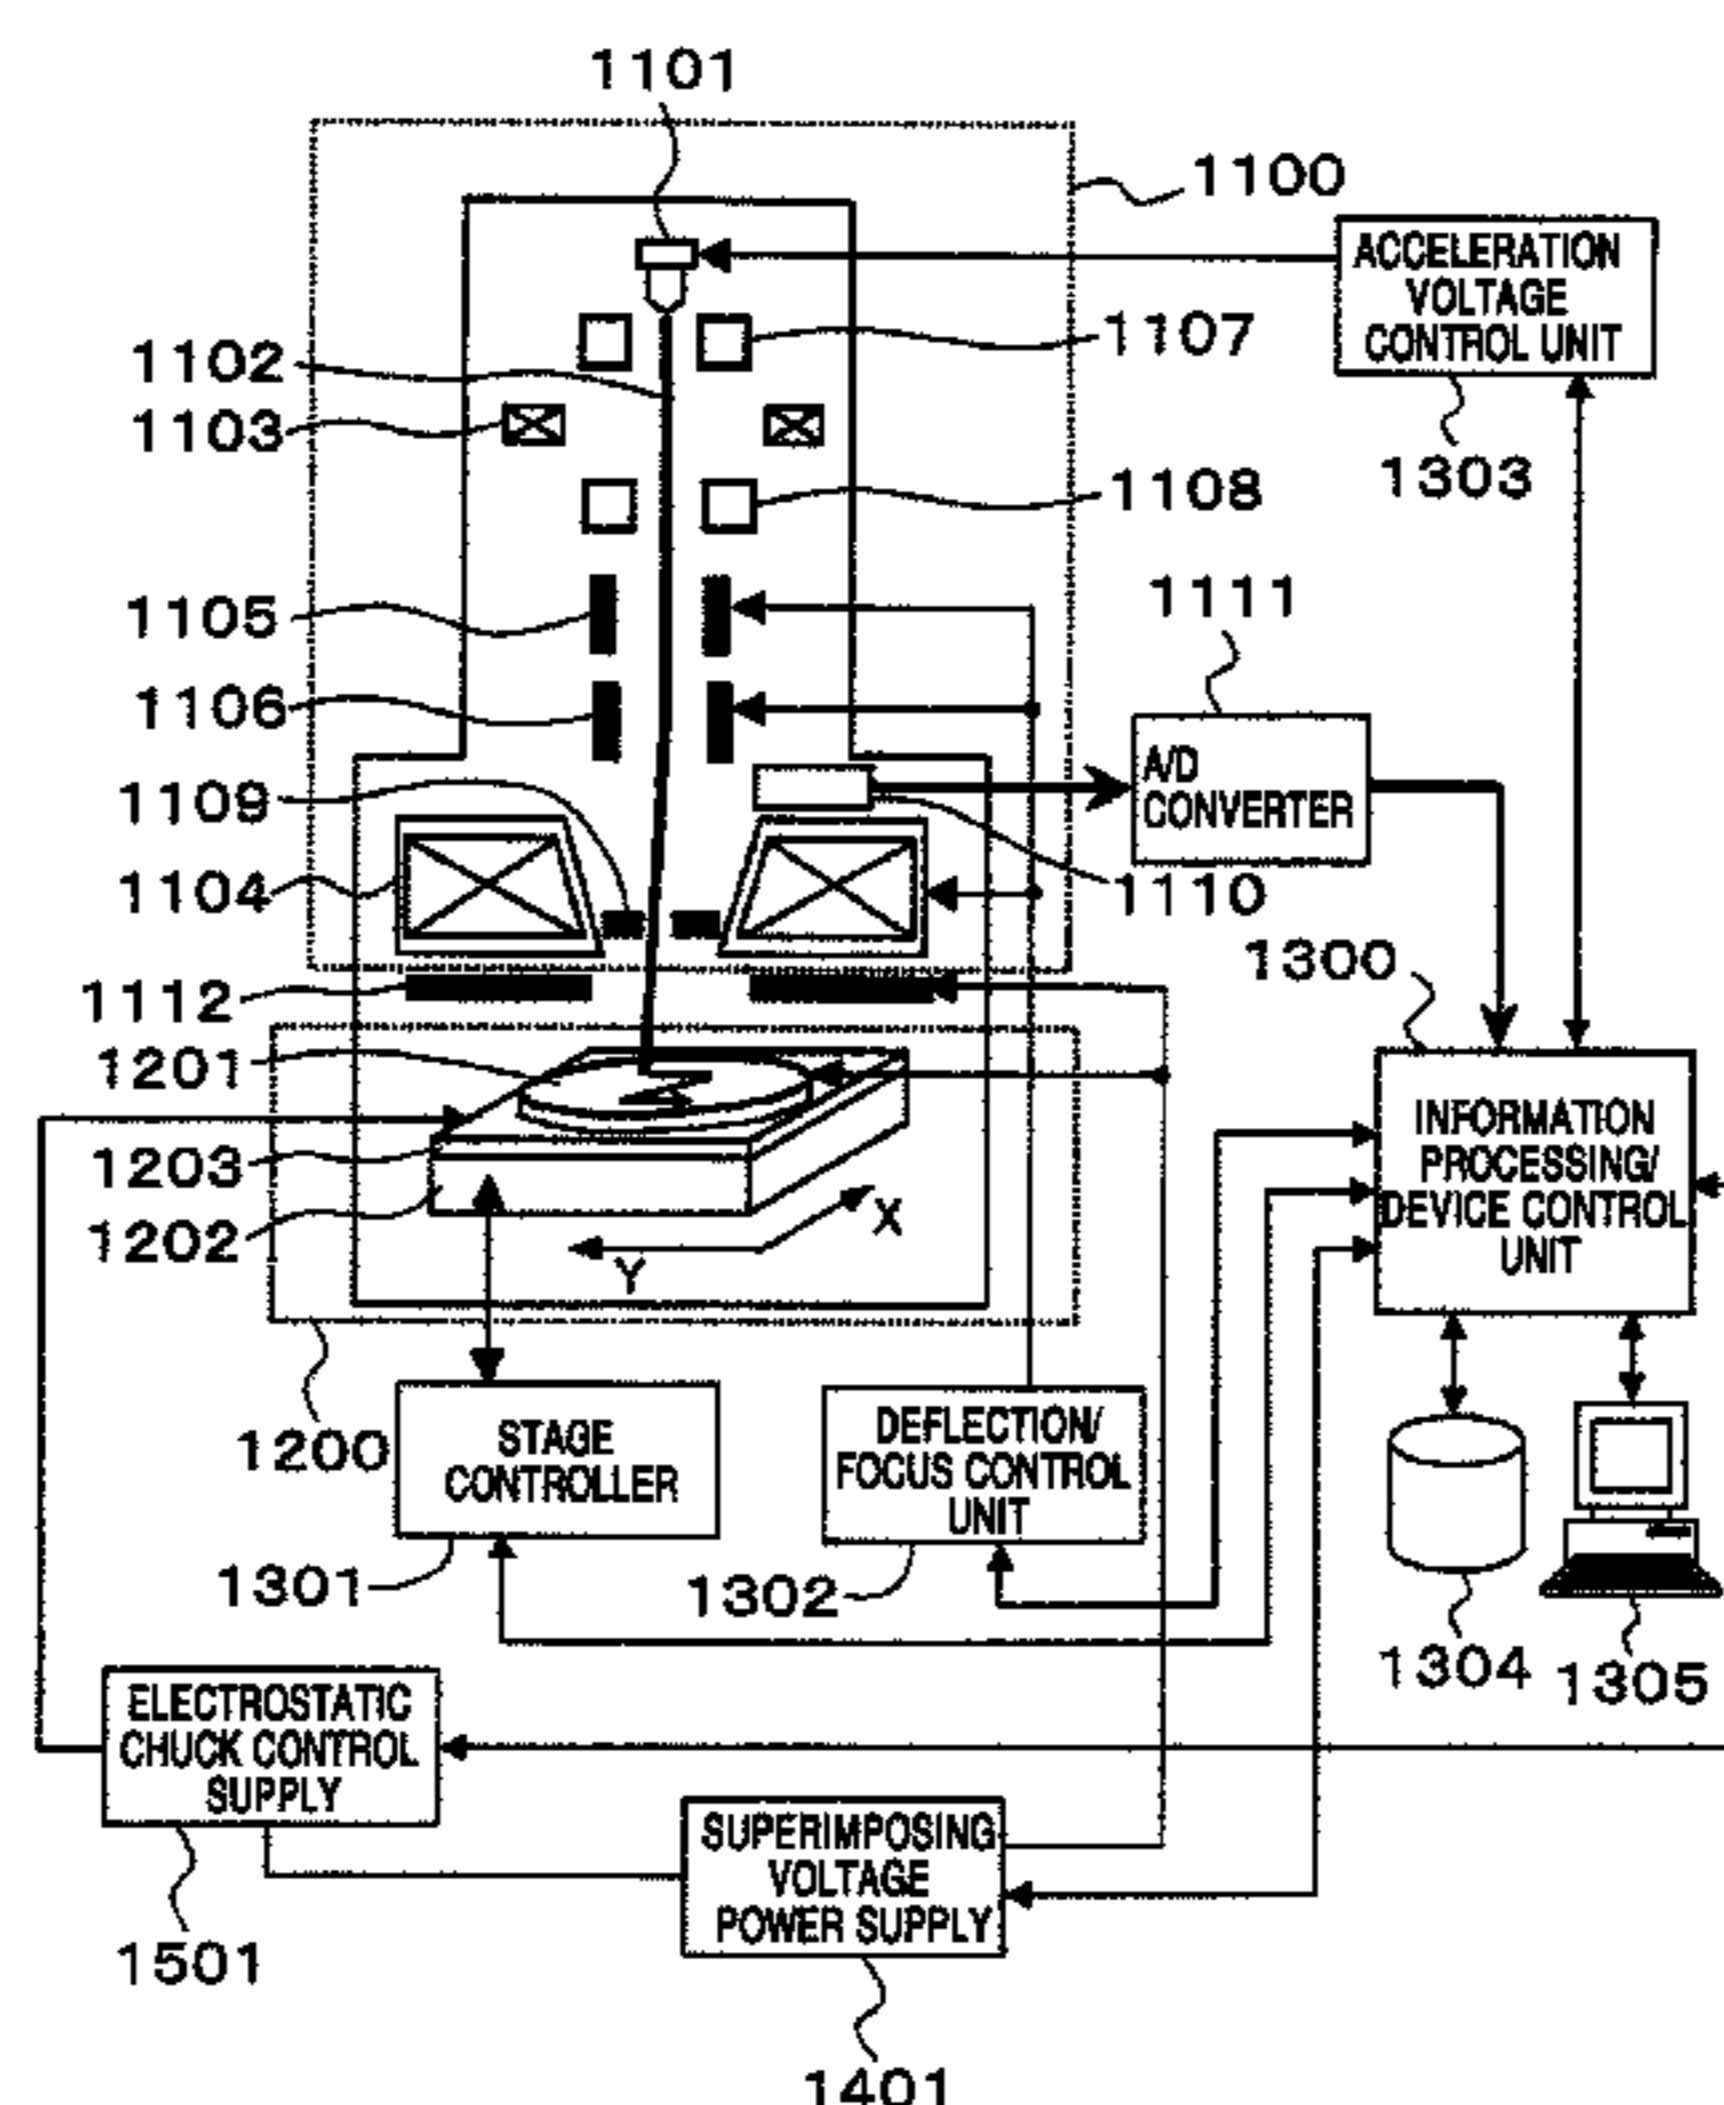 1101
1100
ACCELERATION
VOLTAGE
CONTROL UNIT
1107
1102
1103
1303
1108
1111
1105
1106
A/D
CONVERTER
1109
1104
1110
1300
1112
1201
INFORMATION
PROCESSING/
DEVICE CONTROL
UNIT
1203
1202
X
Y
1200
STAGE
CONTROLLER
DEFLECTION/
FOCUS CONTROL
UNIT
1301
1302
1304
1305
ELECTROSTATIC
CHUCK CONTROL
SUPPLY
SUPERIMPOSING
VOLTAGE
POWER SUPPLY
1501
1401